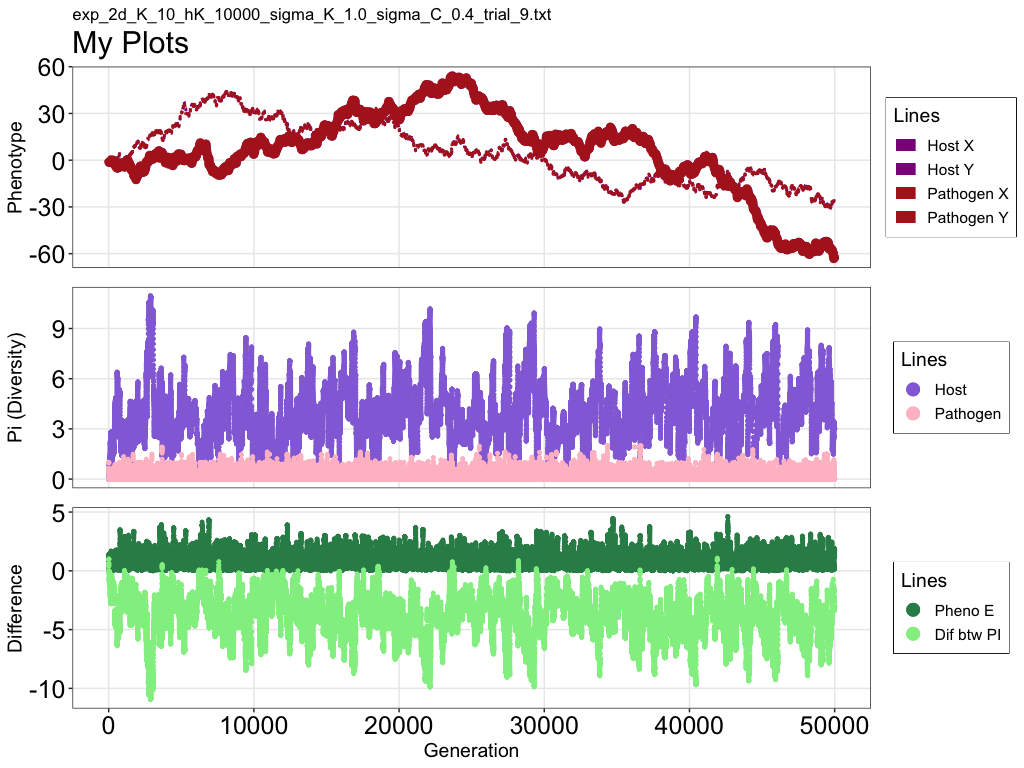 exp_2d_K_10_hK_10000_sigma_K_1.0_sigma_C_0.4_trial_9.txt
My Plots
Phenotype
60
30
0
-30
-60
Lines
Host X
Host Y
Pathogen X
Pathogen Y
Pi (Diversity)
9
6
3
0
Lines
Host
Pathogen
Difference
5
0
-5
-10
Lines
Pheno E
Dif btw PI
0 10000 20000 30000 40000 50000
Generation